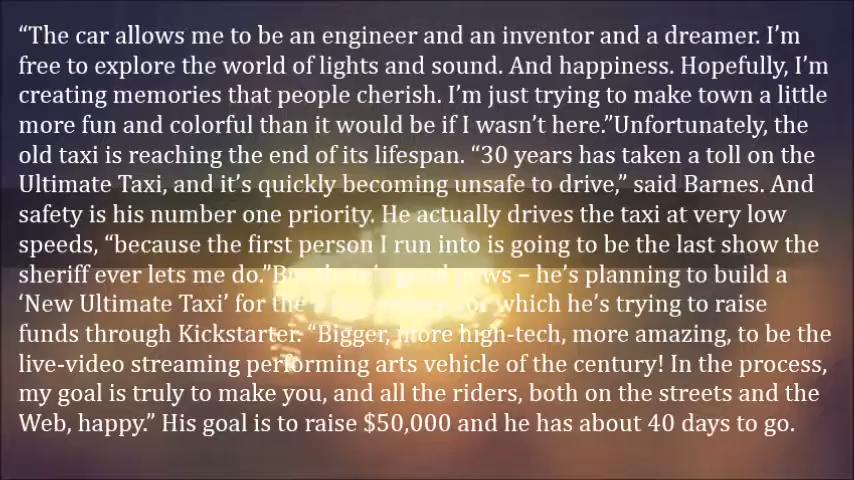 “The car allows me to be an engineer and an inventor and a dreamer. I’m
free to explore the world of lights and sound. And happiness. Hopefully, I’m
creating memories that people cherish. I’m just trying to make town a little
more fun and colorful than it would be if I wasn’t here.”Unfortunately, the
old taxi is reaching the end of its lifespan. “30 years has taken a toll on the
Ultimate Taxi, and it’s quickly becoming unsafe to drive,” said Barnes. And
safety is his number one priority. He actually drives the taxi at very low
speeds, “because the first person I run into is going to be the last show the
sheriff ever lets me do.”But there’s good news – he’s planning to build a
‘New Ultimate Taxi’ for the which he’s trying to raise
funds through Kickstarter. “Bigger, more high-tech, more amazing, to be the
live-video streaming performing arts vehicle of the century! In the process,
my goal is truly to make you, and all the riders, both on the streets and the
Web, happy.” His goal is to raise $50,000 and he has about 40 days to go.